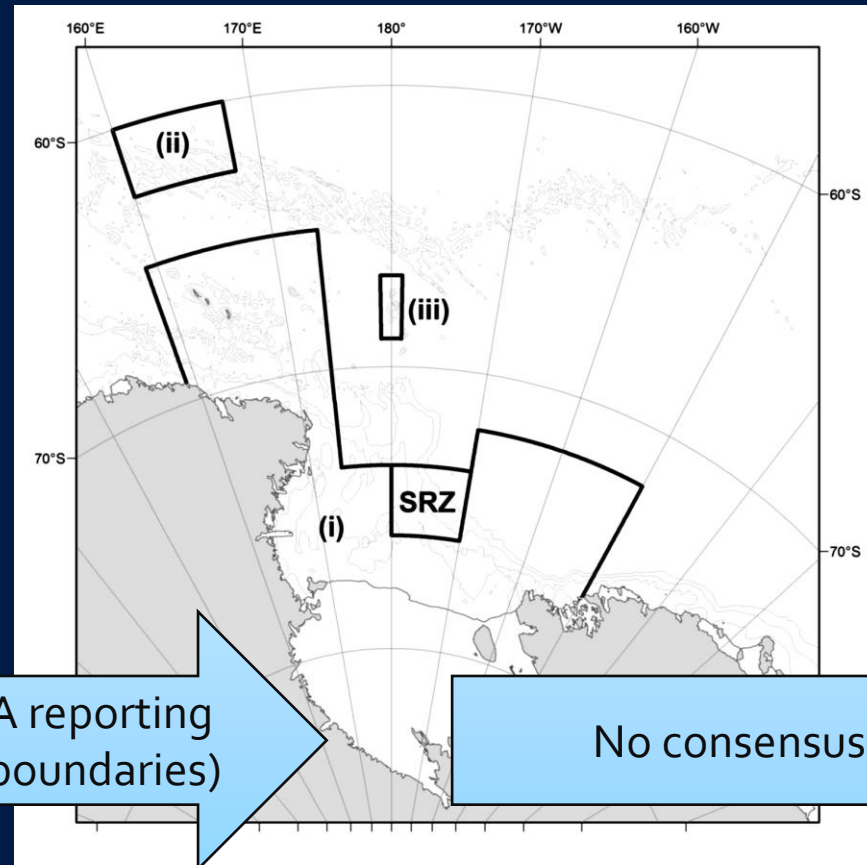 160°E 170°E 180° 170°W 160°W
(ii)
60°S
60°S
(iii)
70°S
SRZ
(i)
70°S
A reporting
boundaries)
No consensus